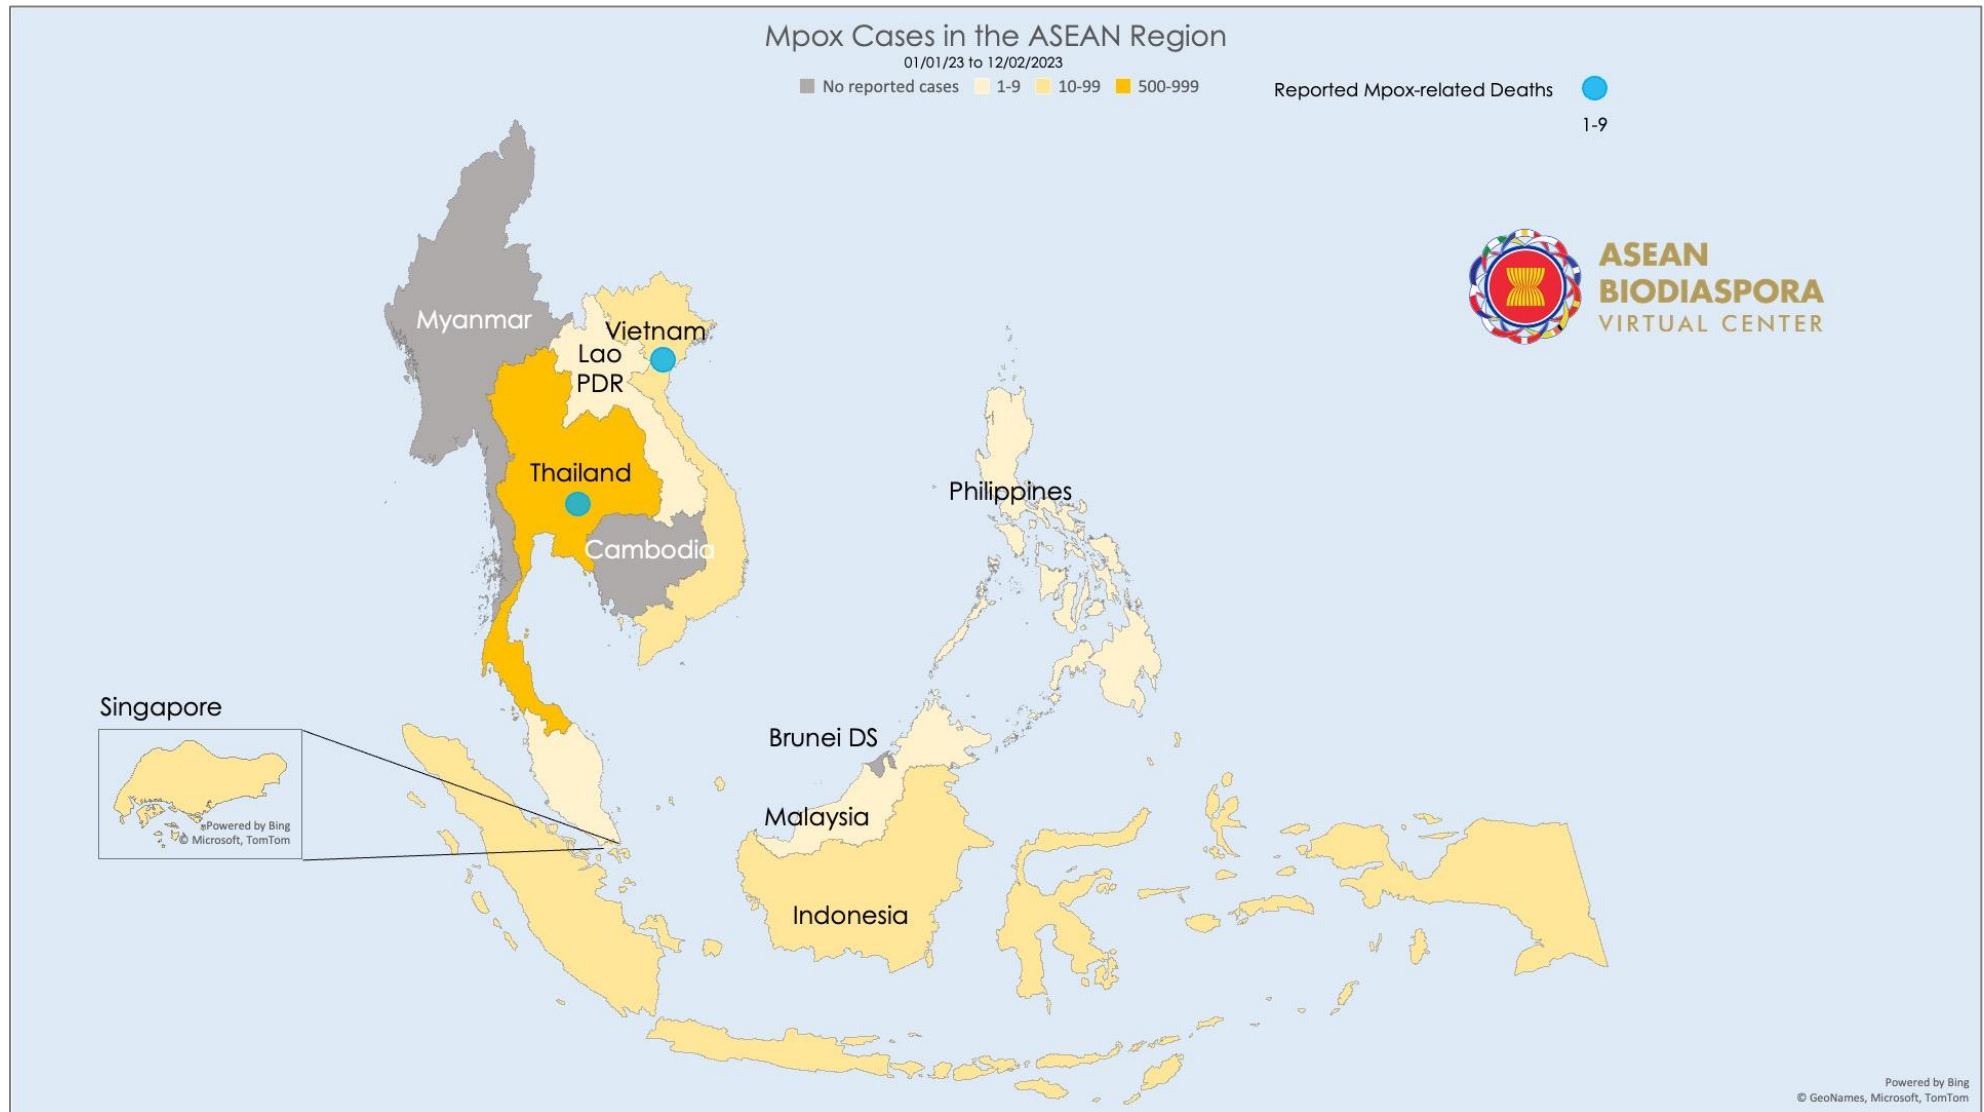 Mpox Cases in the ASEAN Region
01/01/23 to 12/02/2023
No reported cases 1-9 10-99 500-999
Reported Mpox-related Deaths
1-9
ASEAN
BIODIASPORA
VIRTUAL CENTER
Myanmar
Vietnam
Lao
PDR
Thailand
Philippines
Cambodia
Singapore
Powered by Bing
© Microsoft, TomTom
Brunei DS
Malaysia
Indonesia
Powered by Bing
© GeoNames, Microsoft, TomTom